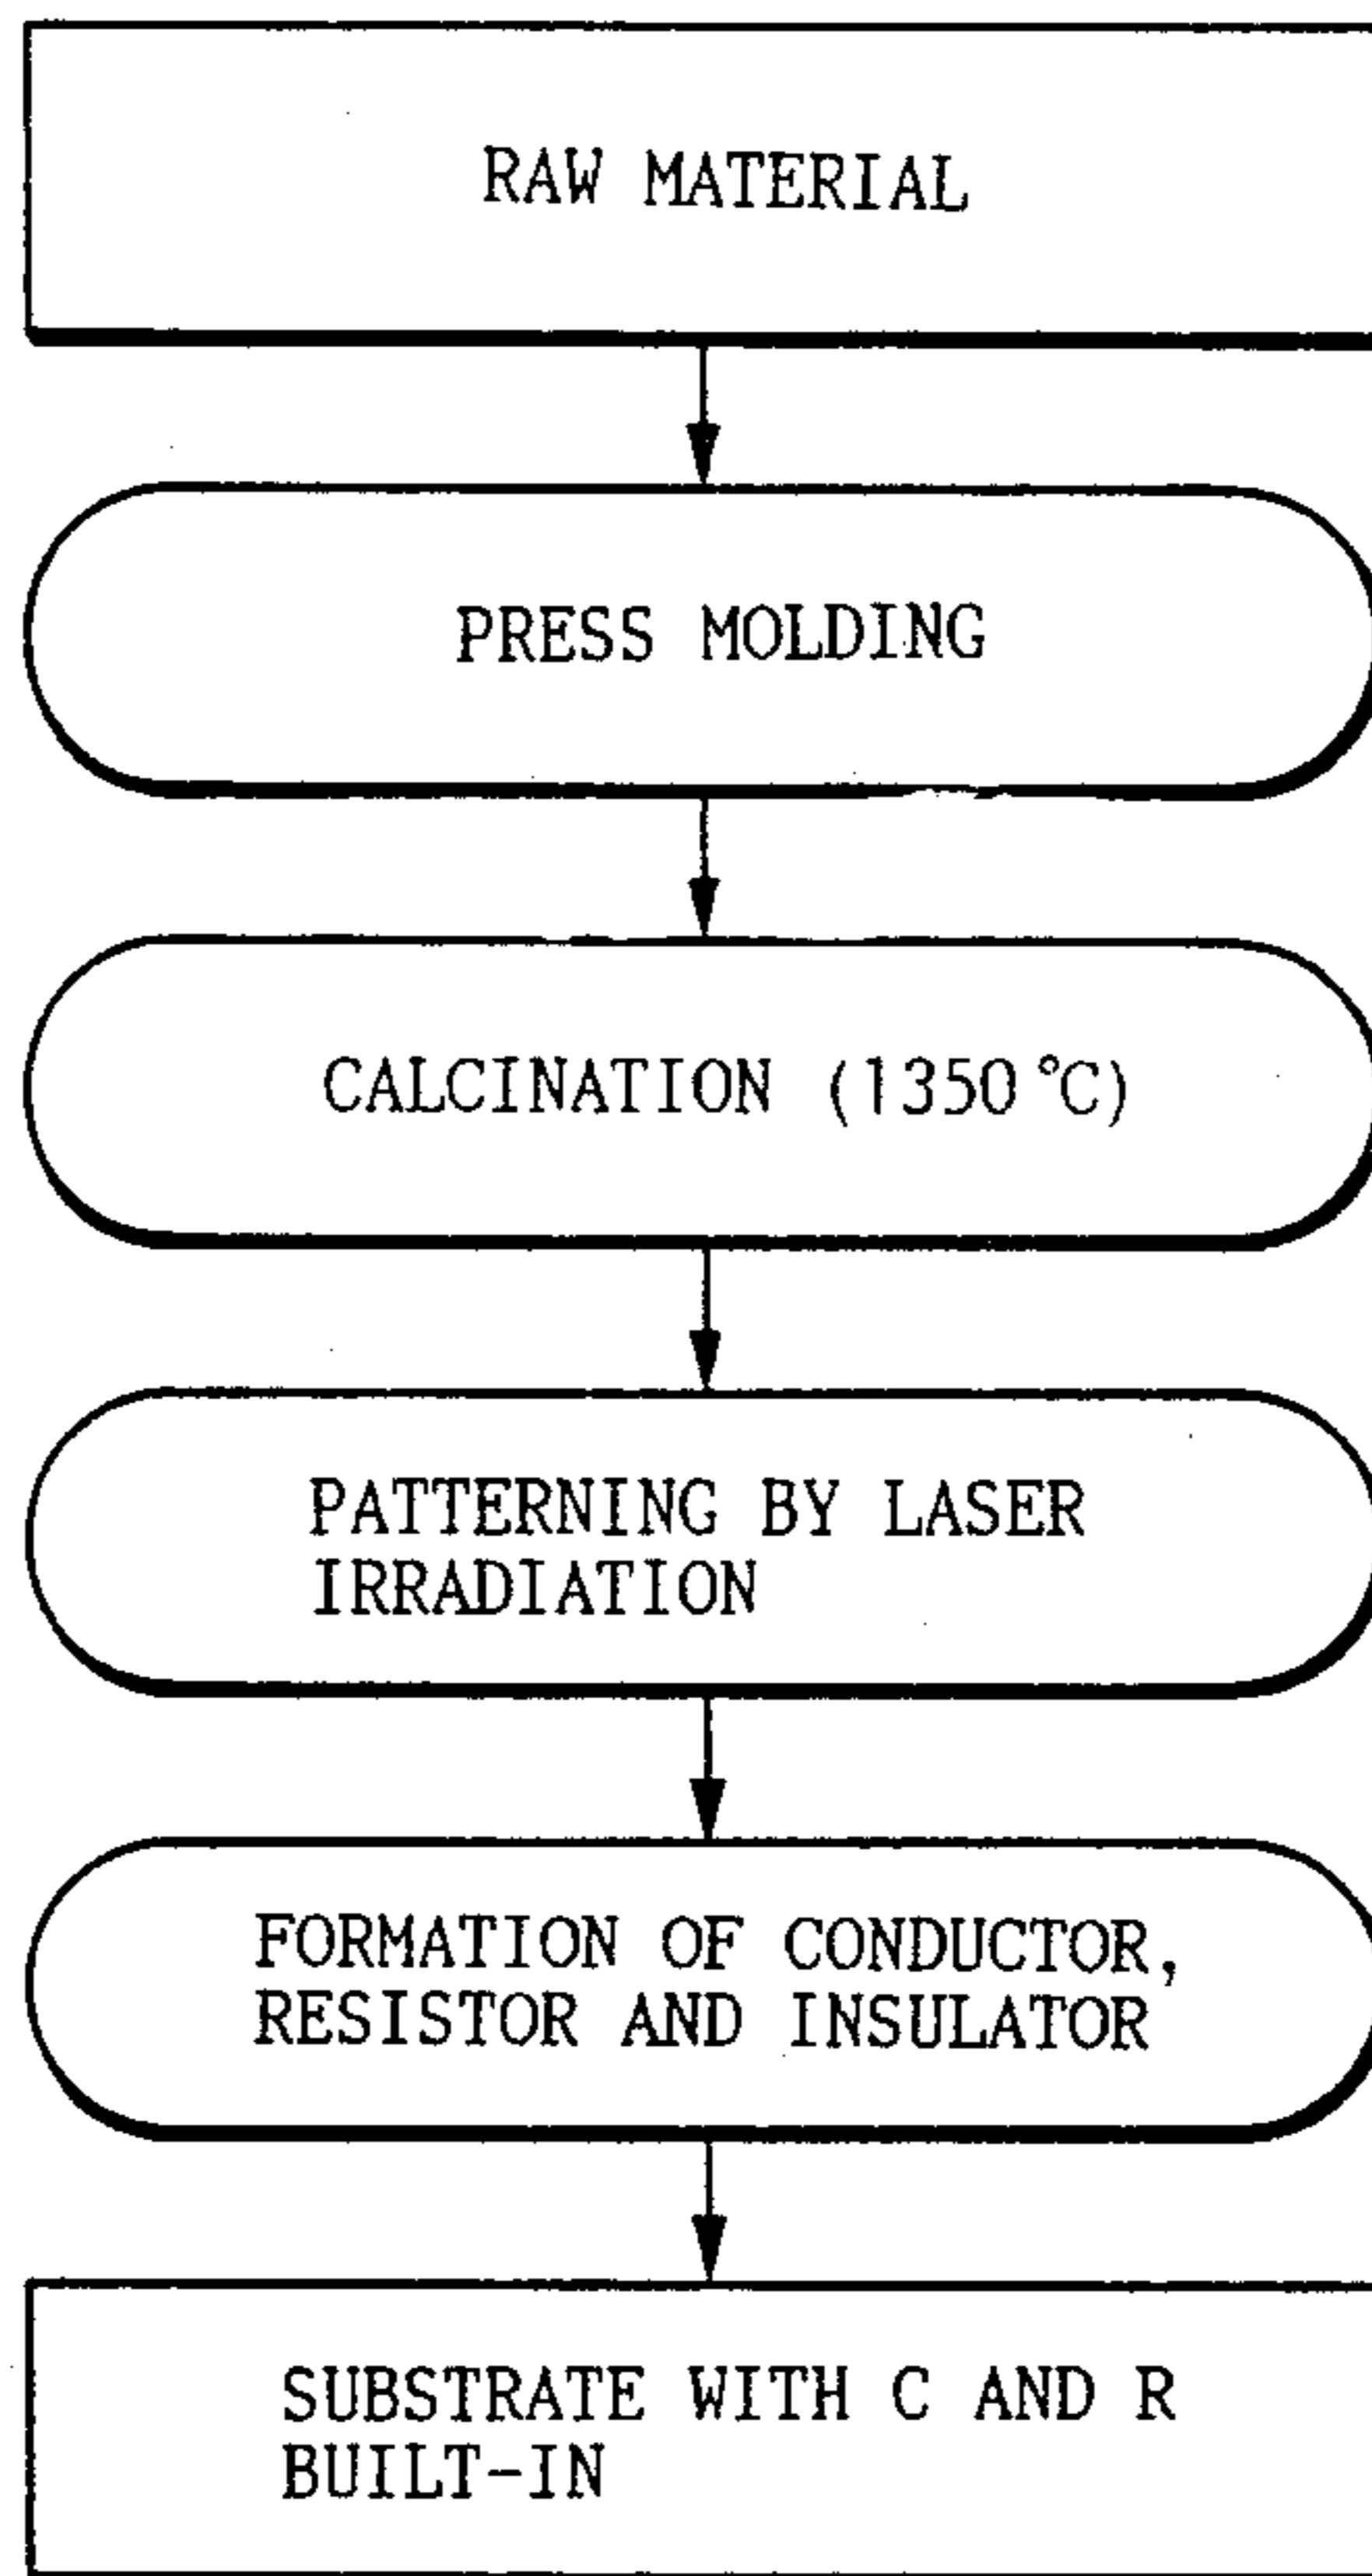 RAW MATERIAL
PRESS MOLDING
CALCINATION (1350 °C)
PATTERNING BY LASER
IRRADIATION
FORMATION OF CONDUCTOR,
RESISTOR AND INSULATOR
SUBSTRATE WITH C AND R
BUILT-IN